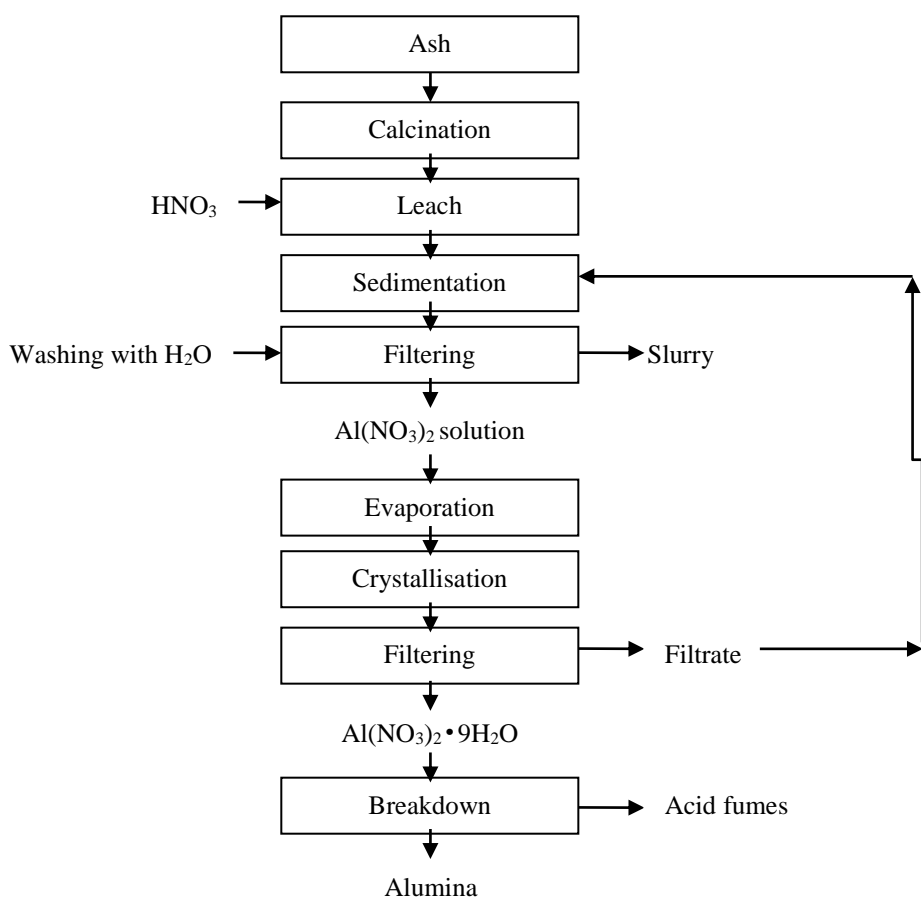 Ash
Calcination
HNO₃
Leach
Sedimentation
Washing with H₂O
Filtering
Slurry
Al(NO₃)₂ solution
Evaporation
Crystallisation
Filtering
Filtrate
Al(NO₃)₂•9H₂O
Breakdown
Acid fumes
Alumina